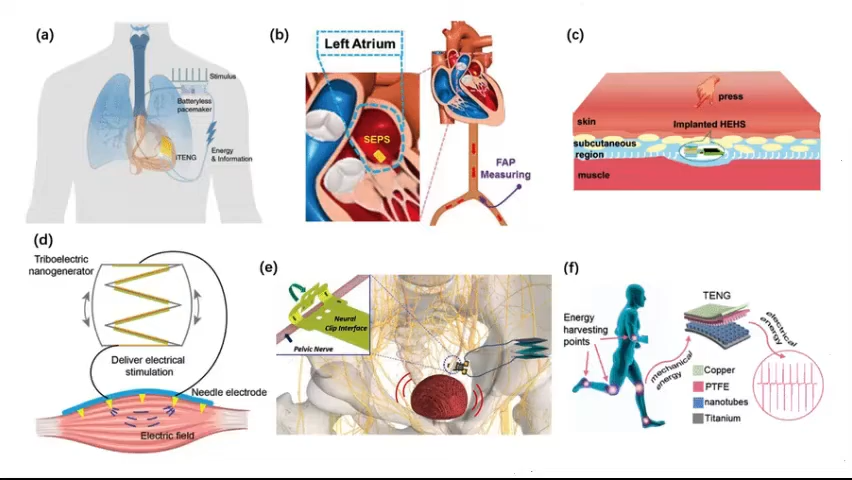 (a)
Stimulus
Batteryless
pacemaker
iTENG
Energy
& Information
(b)
Left Atrium
SEPS
FAP
Measuring
(c)
press
skin
Implanted HEHS
subcutaneous
region
muscle
(d)
Triboelectric
nanogenerator
Deliver electrical
stimulation
Needle electrode
Electric field
(e)
Neural
Clip Interface
Pelvic Nerve
(f)
TENG
Energy
harvesting
points
mechanical
energy
electrical
energy
Copper
PTFE
nanotubes
Titanium